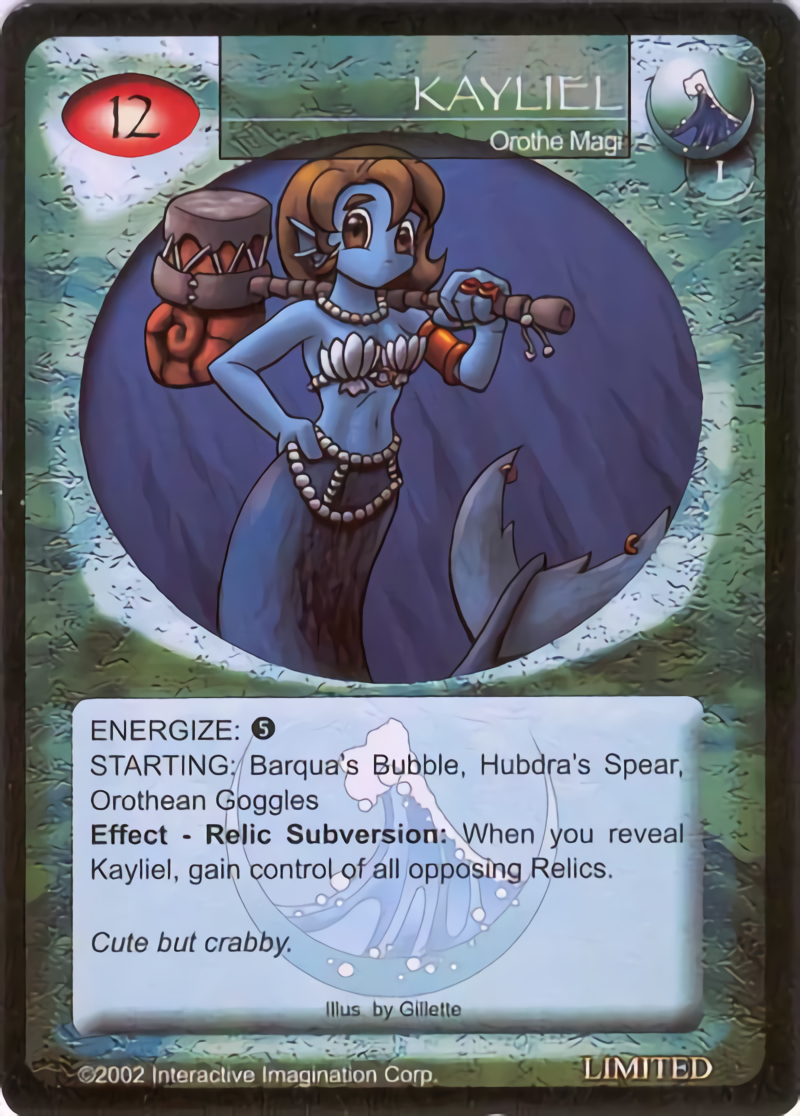 12
KAYLIEL
Orothe Magi
I
ENERGIZE: 5
STARTING: Barqua's Bubble, Hubdra's Spear,
Orothean Goggles
Effect - Relic Subversion: When you reveal
Kayliel, gain control of all opposing Relics.
Cute but crabby.
Illus. by Gillette
©2002 Interactive Imagination Corp.
LIMITED